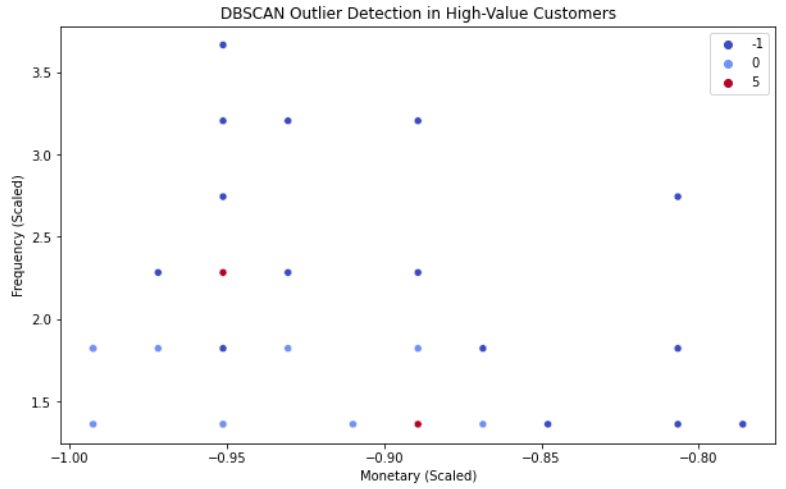 DBSCAN Outlier Detection in High-Value Customers
-1
0
5
3.5
3.0
2.5
2.0
1.5
Frequency (Scaled)
−1.00 −0.95 −0.90 −0.85 −0.80
Monetary (Scaled)